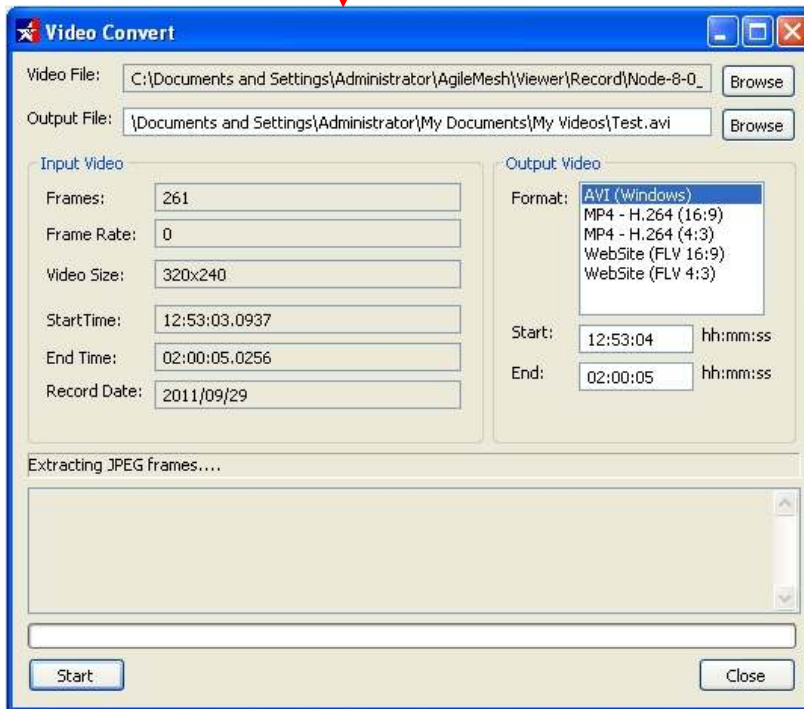 Video Convert
Video File: C:\Documents and Settings\Administrator\AgileMesh\Viewer\Record\Node-8-0_ Browse
Output File: \Documents and Settings\Administrator\My Documents\My Videos\Test.avi Browse
Input Video
Frames: 261
Frame Rate: 0
Video Size: 320x240
StartTime: 12:53:03.0937
End Time: 02:00:05.0256
Record Date: 2011/09/29
Output Video
Format: AVI (Windows)
MP4 - H.264 (16:9)
MP4 - H.264 (4:3)
WebSite (FLV 16:9)
WebSite (FLV 4:3)
Start: 12:53:04 hh:mm:ss
End: 02:00:05 hh:mm:ss
Extracting JPEG frames....
Start Close